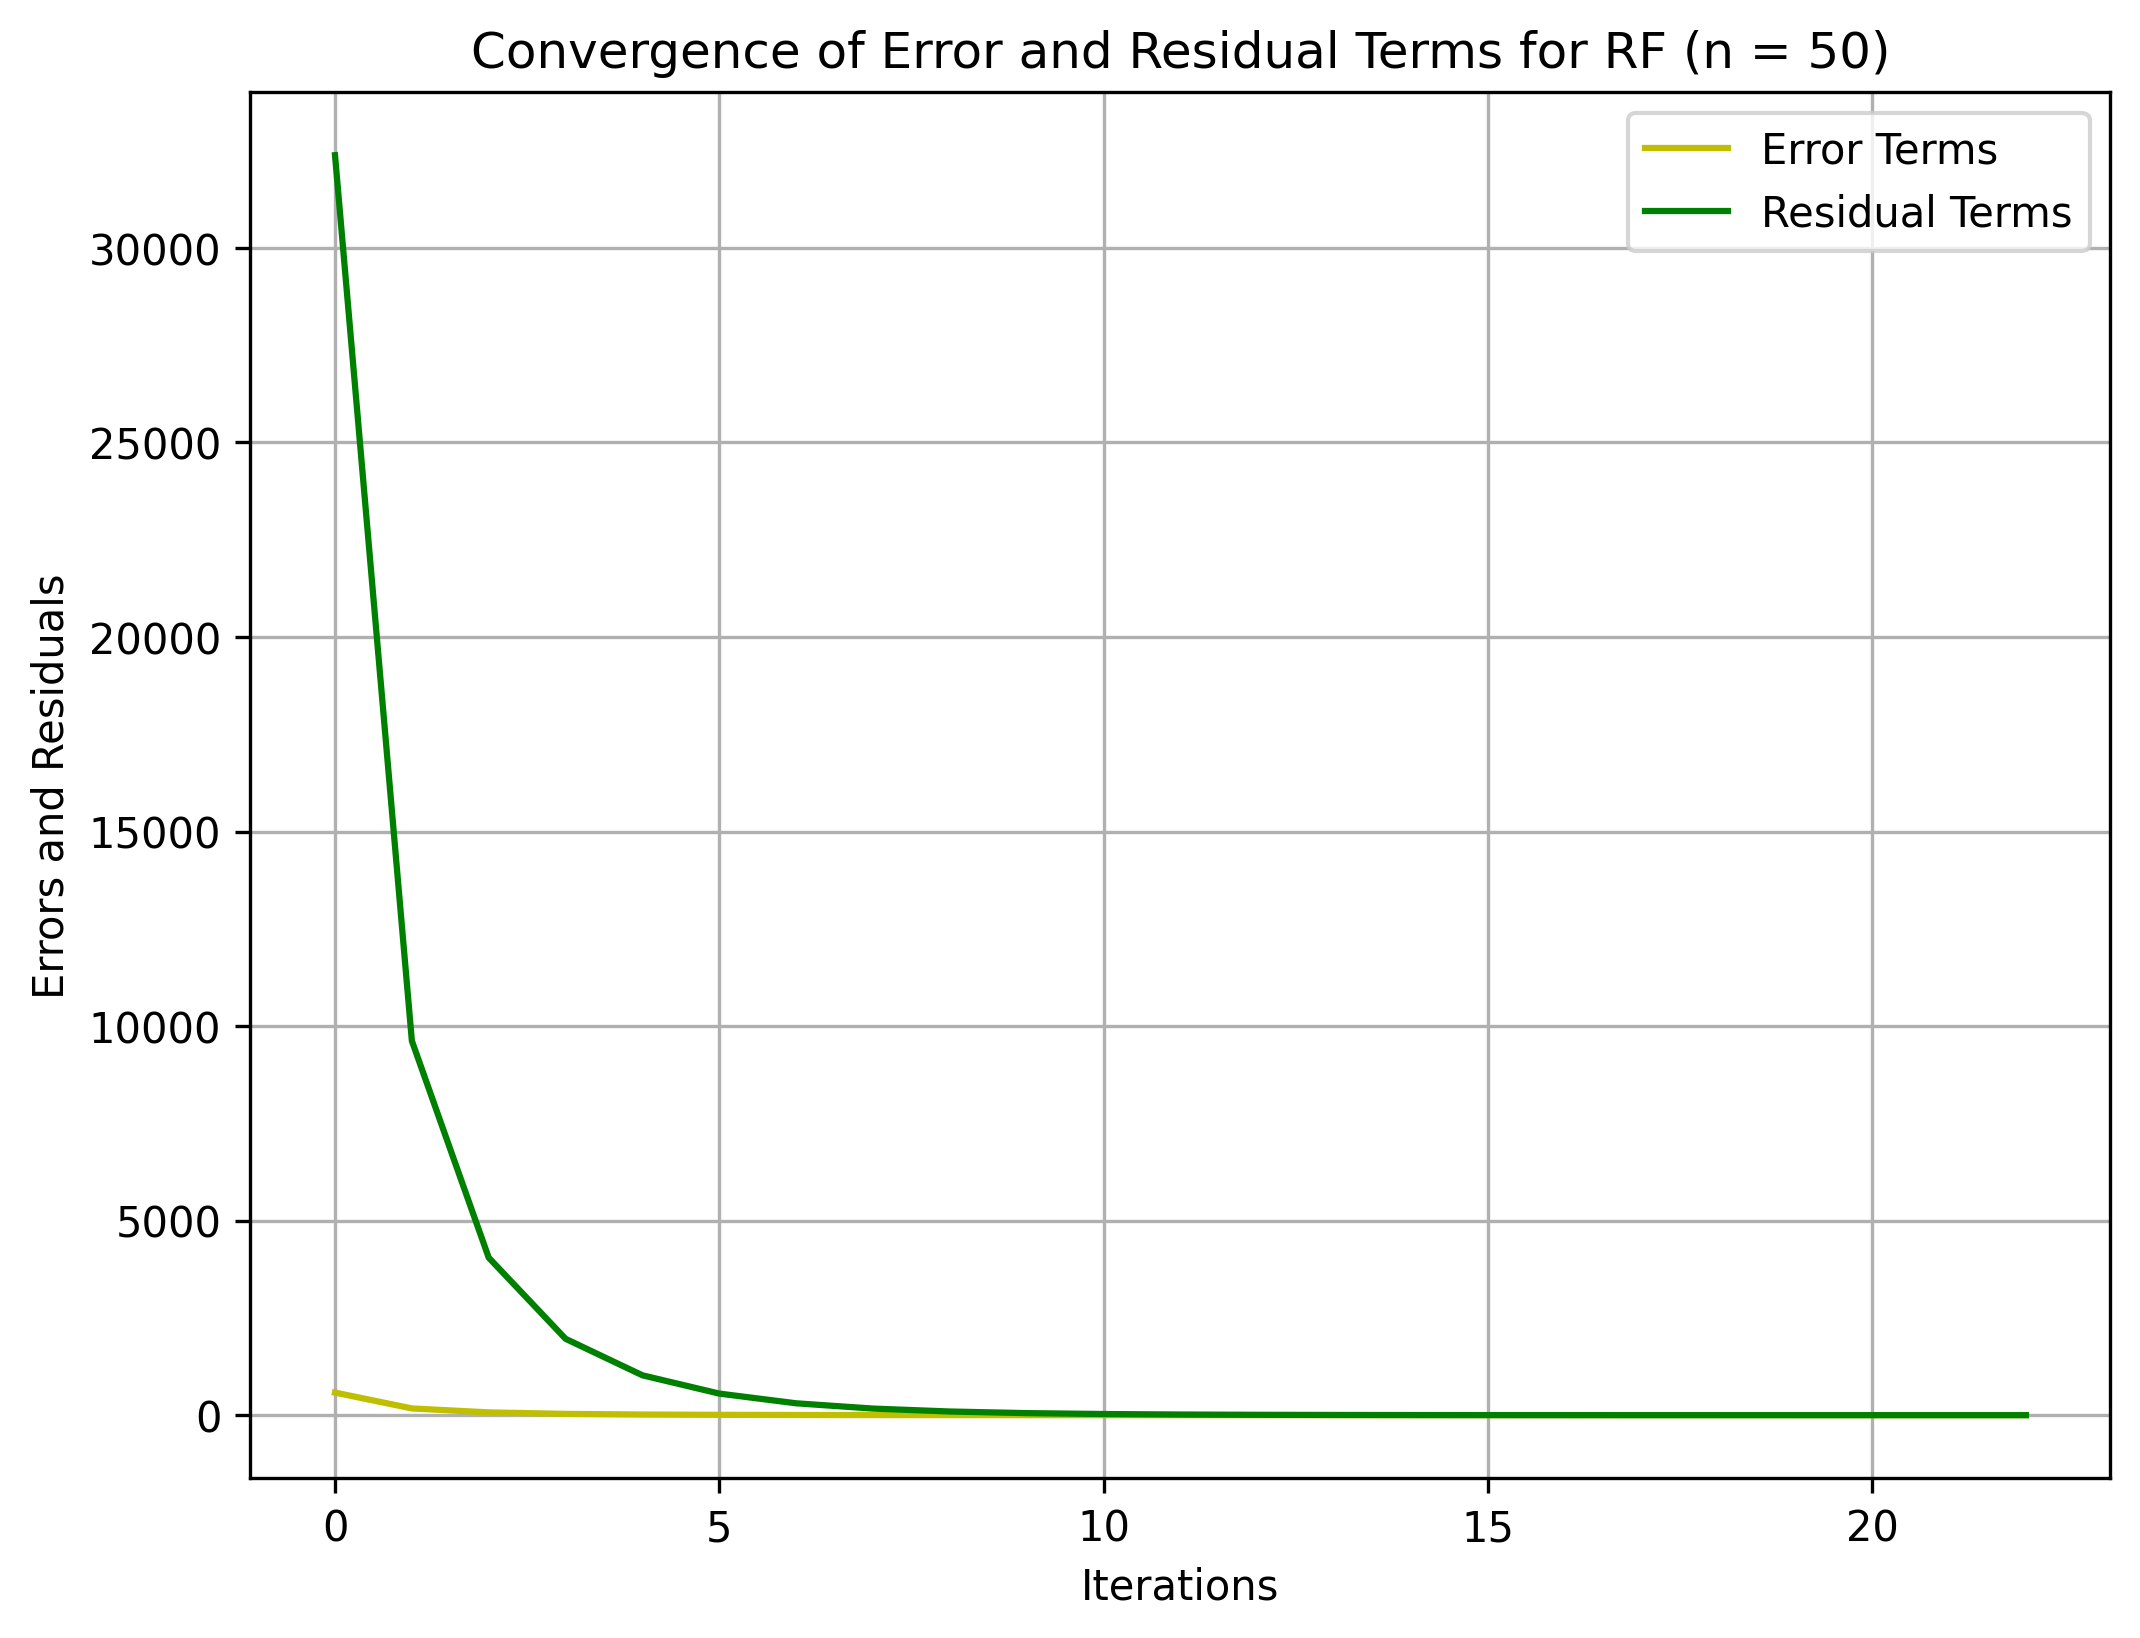 Convergence of Error and Residual Terms for RF (n = 50)
Error Terms
Residual Terms
30000
25000
20000
15000
10000
5000
0
Errors and Residuals
0 5 10 15 20
Iterations